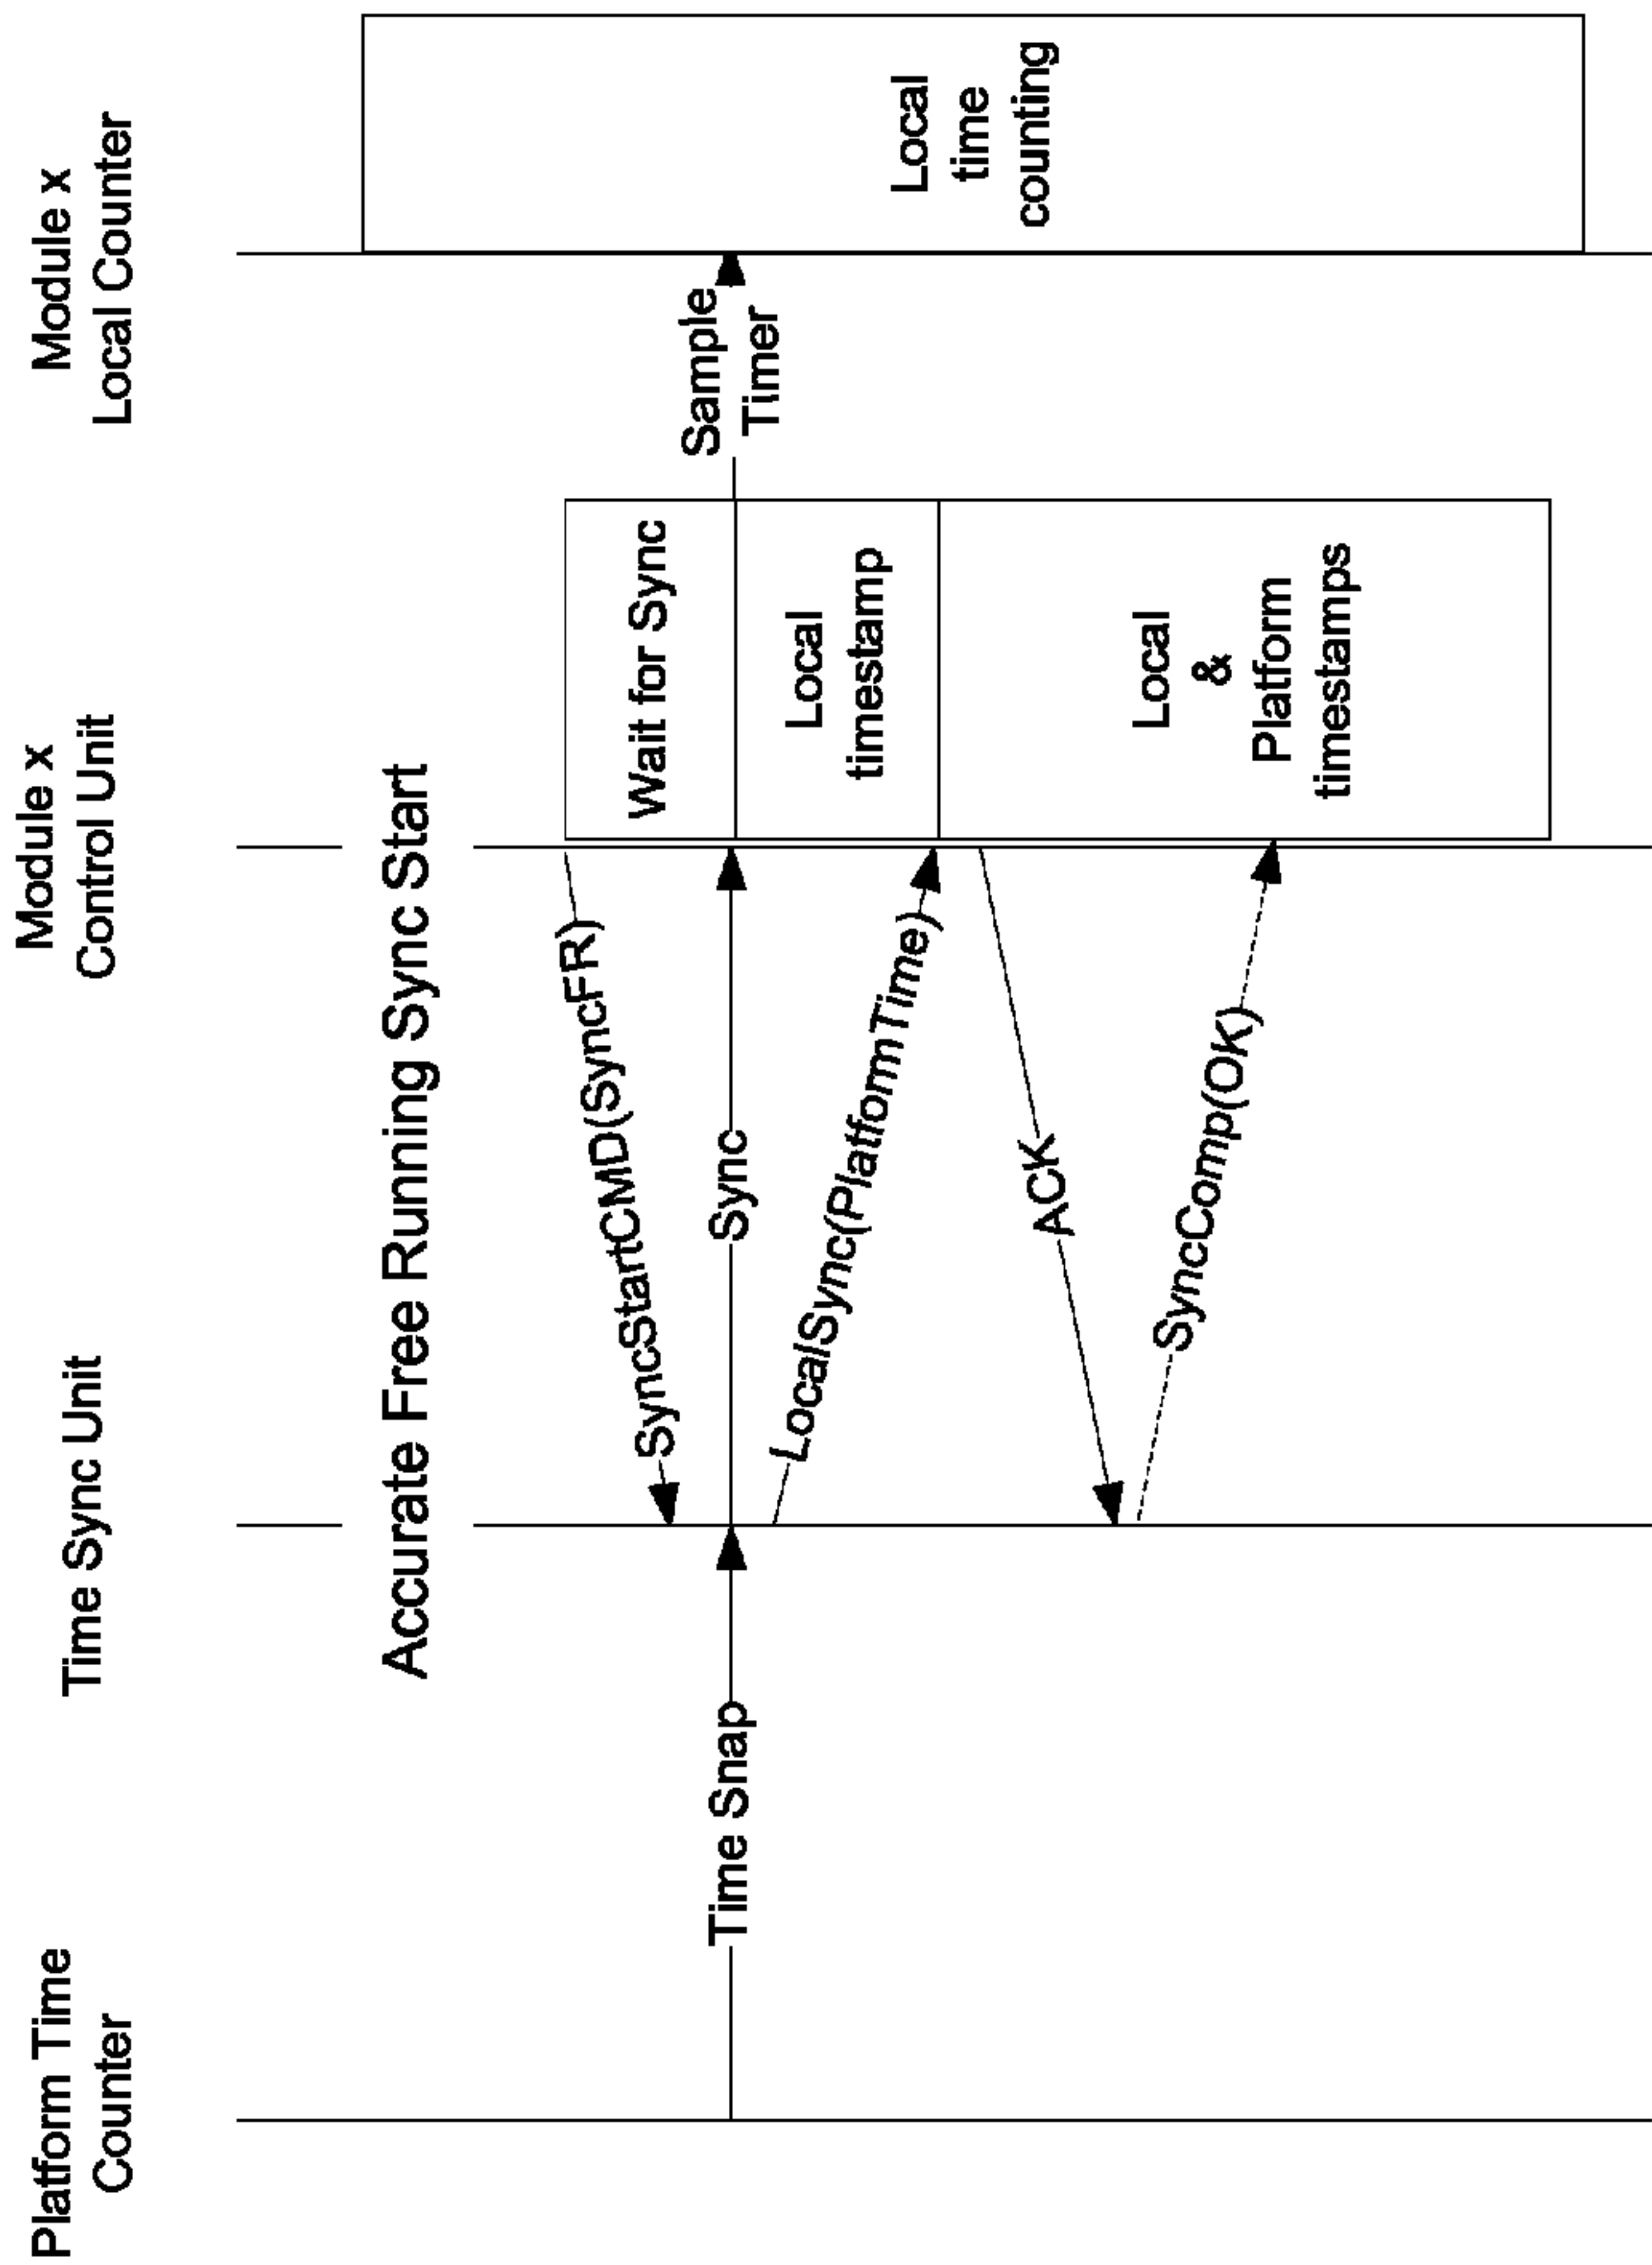 Platform Time
Counter
Time Sync Unit
Module x
Control Unit
Module x
Local Counter
Accurate Free Running Sync Start
SyncStartCMD(SyncFR)
Wait for Sync
Time Snap
Sync
Sample
Timer
LocalSync(PlatformTime)
Local
timestamp
Local
time
counting
ACK
SyncComp(OK)
Local
&
Platform
timestamps